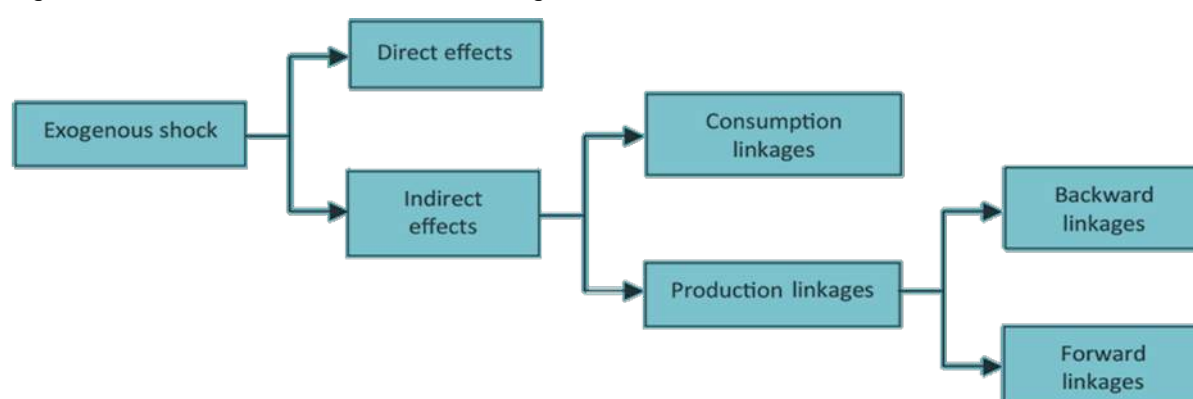 Direct effects
Exogenous shock
Consumption
linkages
Indirect
effects
Backward
linkages
Production linkages
Forward
linkages